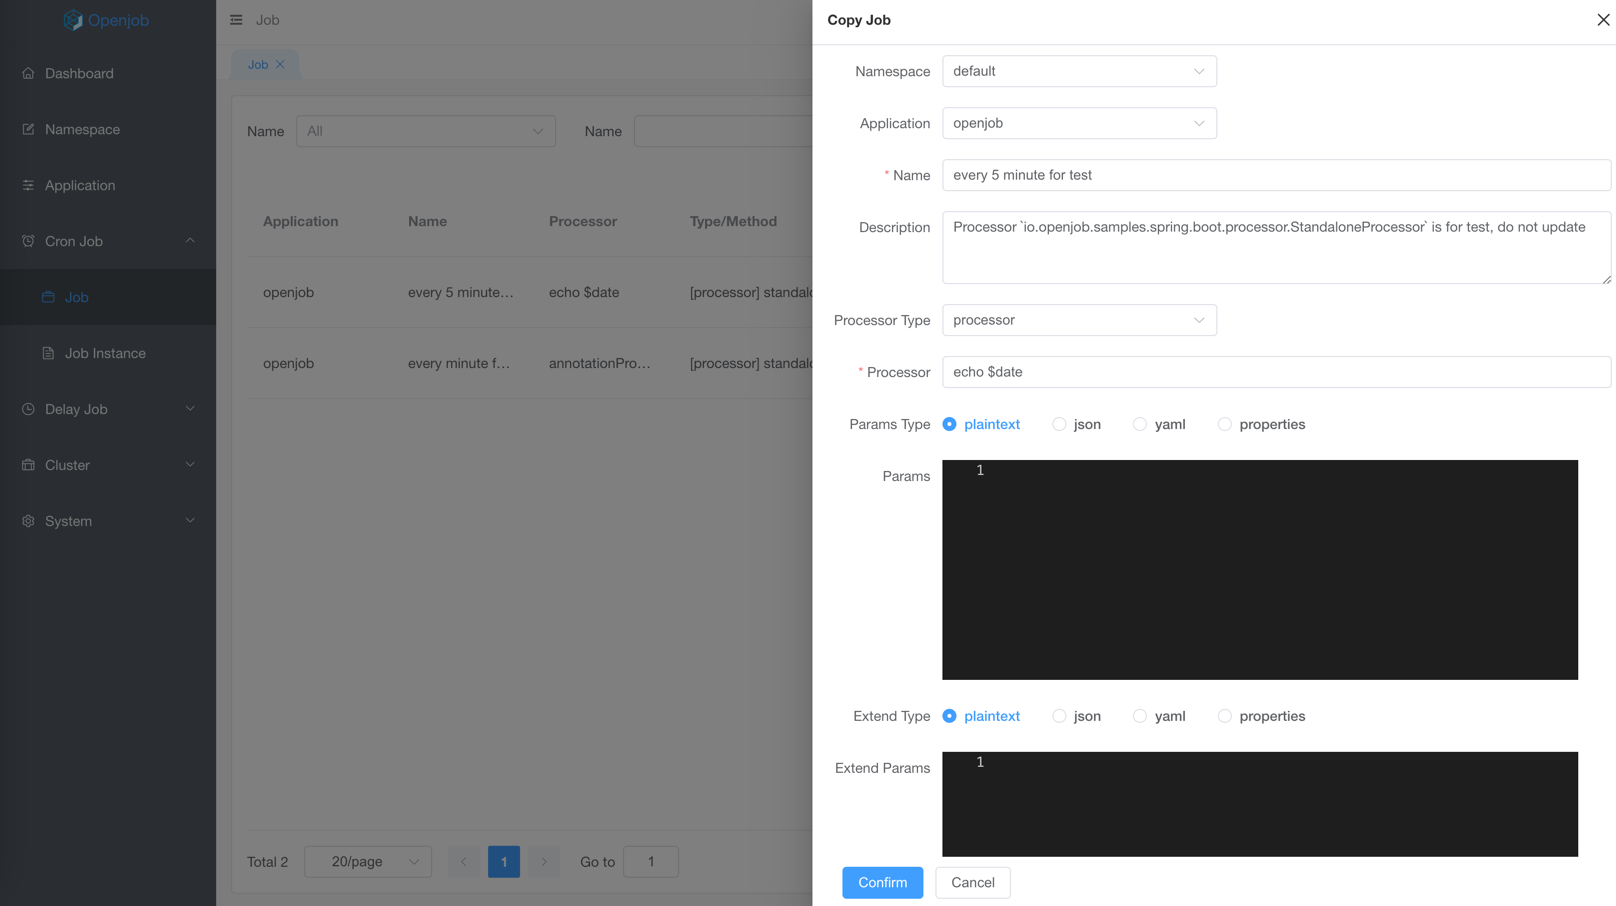 Openjob
Dashboard
Namespace
Application
Cron Job
Job
Job Instance
Delay Job
Cluster
System
Job
Job
Name All Name
Application Name Processor Type/Method
openjob every 5 minute... echo $date [processor] standalo
openjob every minute f... annotationPro... [processor] standalo
Total 2 20/page 1 Go to 1
Copy Job
Namespace default
Application openjob
* Name every 5 minute for test
Description Processor `io.openjob.samples.spring.boot.processor.StandaloneProcessor` is for test, do not update
Processor Type processor
* Processor echo $date
Params Type plaintext json yaml properties
Params 1
Extend Type plaintext json yaml properties
Extend Params 1
Confirm Cancel